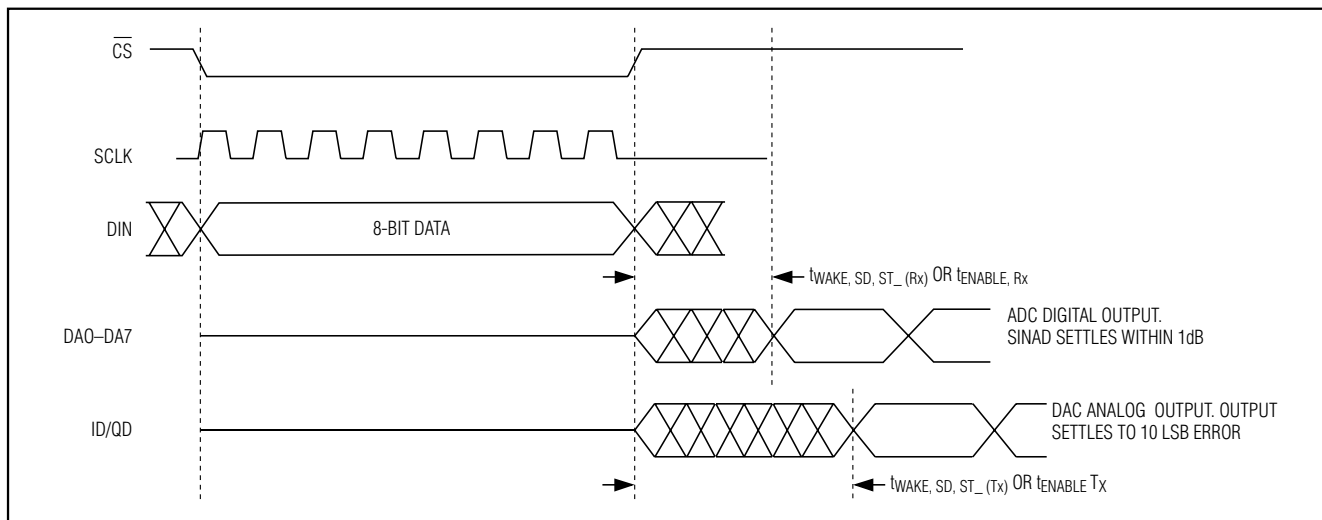 CS
SCLK
DIN
8-BIT DATA
tWAKE, SD, ST_ (Rx) OR tENABLE, Rx
DA0–DA7
ADC DIGITAL OUTPUT.
SINAD SETTLES WITHIN 1dB
ID/QD
DAC ANALOG OUTPUT. OUTPUT
SETTLES TO 10 LSB ERROR
tWAKE, SD, ST_ (Tx) OR tENABLE TX